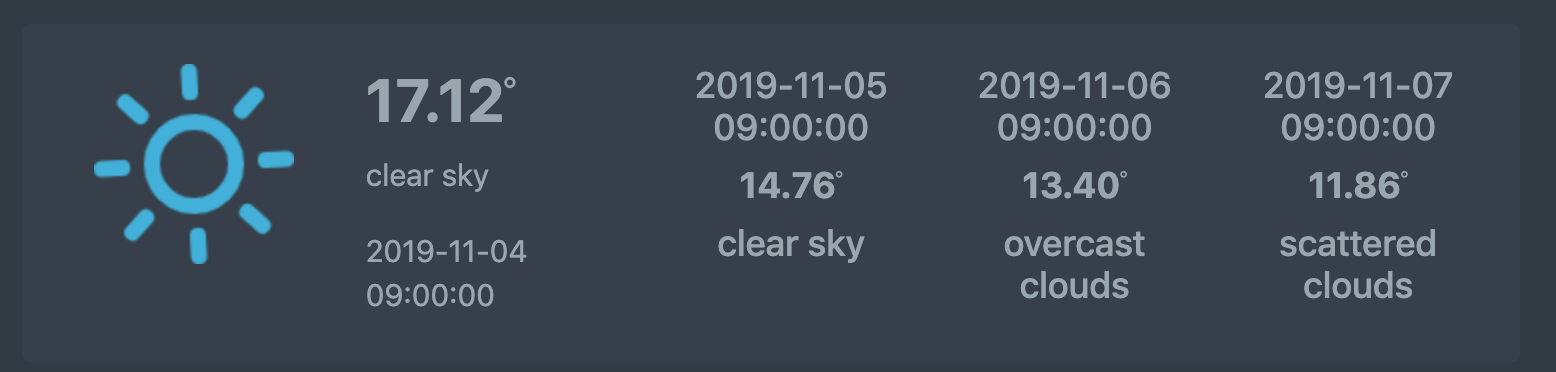 17.12°
clear sky
2019-11-04
09:00:00
2019-11-05
09:00:00
14.76°
clear sky
2019-11-06
09:00:00
13.40°
overcast
clouds
2019-11-07
09:00:00
11.86°
scattered
clouds